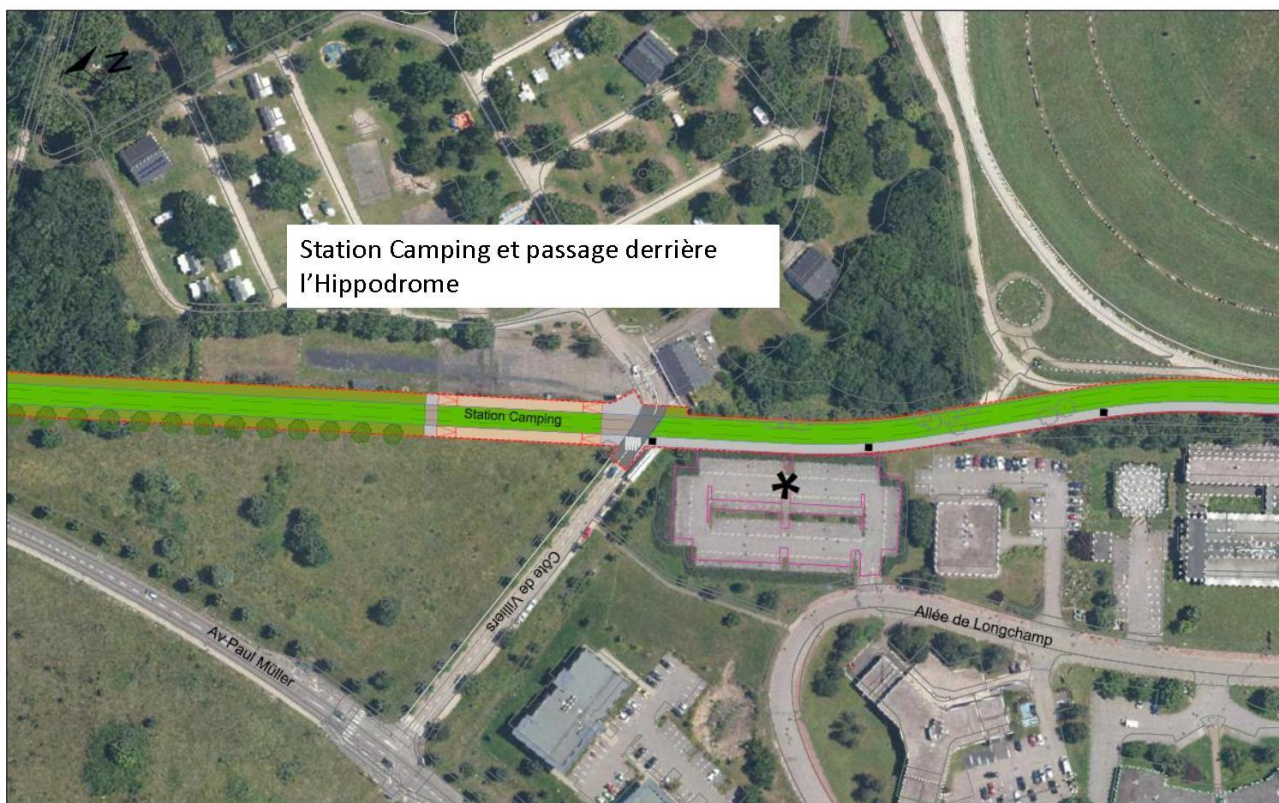 N
Station Camping et passage derrière
l'Hippodrome
Station Camping
Côte de Villiers
Av Paul Müller
Allée de Longchamp